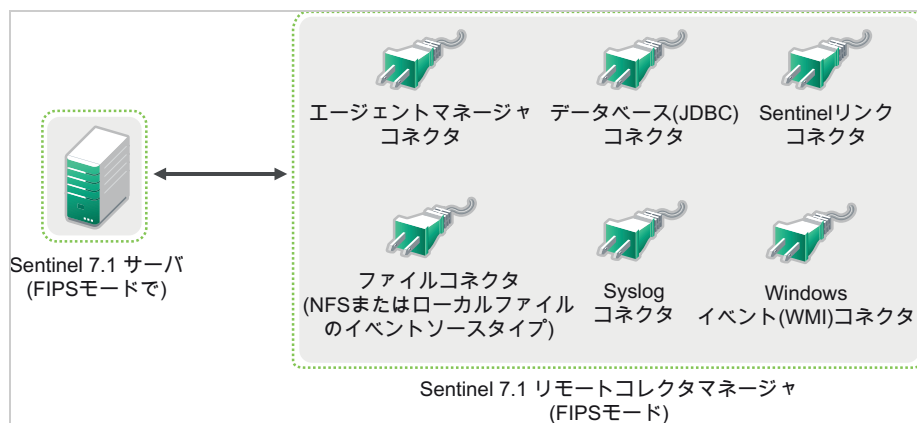 エージェントマネージャ
コネクタ
データベース(JDBC)
コネクタ
Sentinelリンク
コネクタ
Sentinel 7.1 サーバ
(FIPSモードで)
ファイルコネクタ
(NFSまたはローカルファイル
のイベントソースタイプ)
Syslog
コネクタ
Windows
イベント(WMI)コネクタ
Sentinel 7.1 リモートコレクタマネージャ
(FIPSモード)